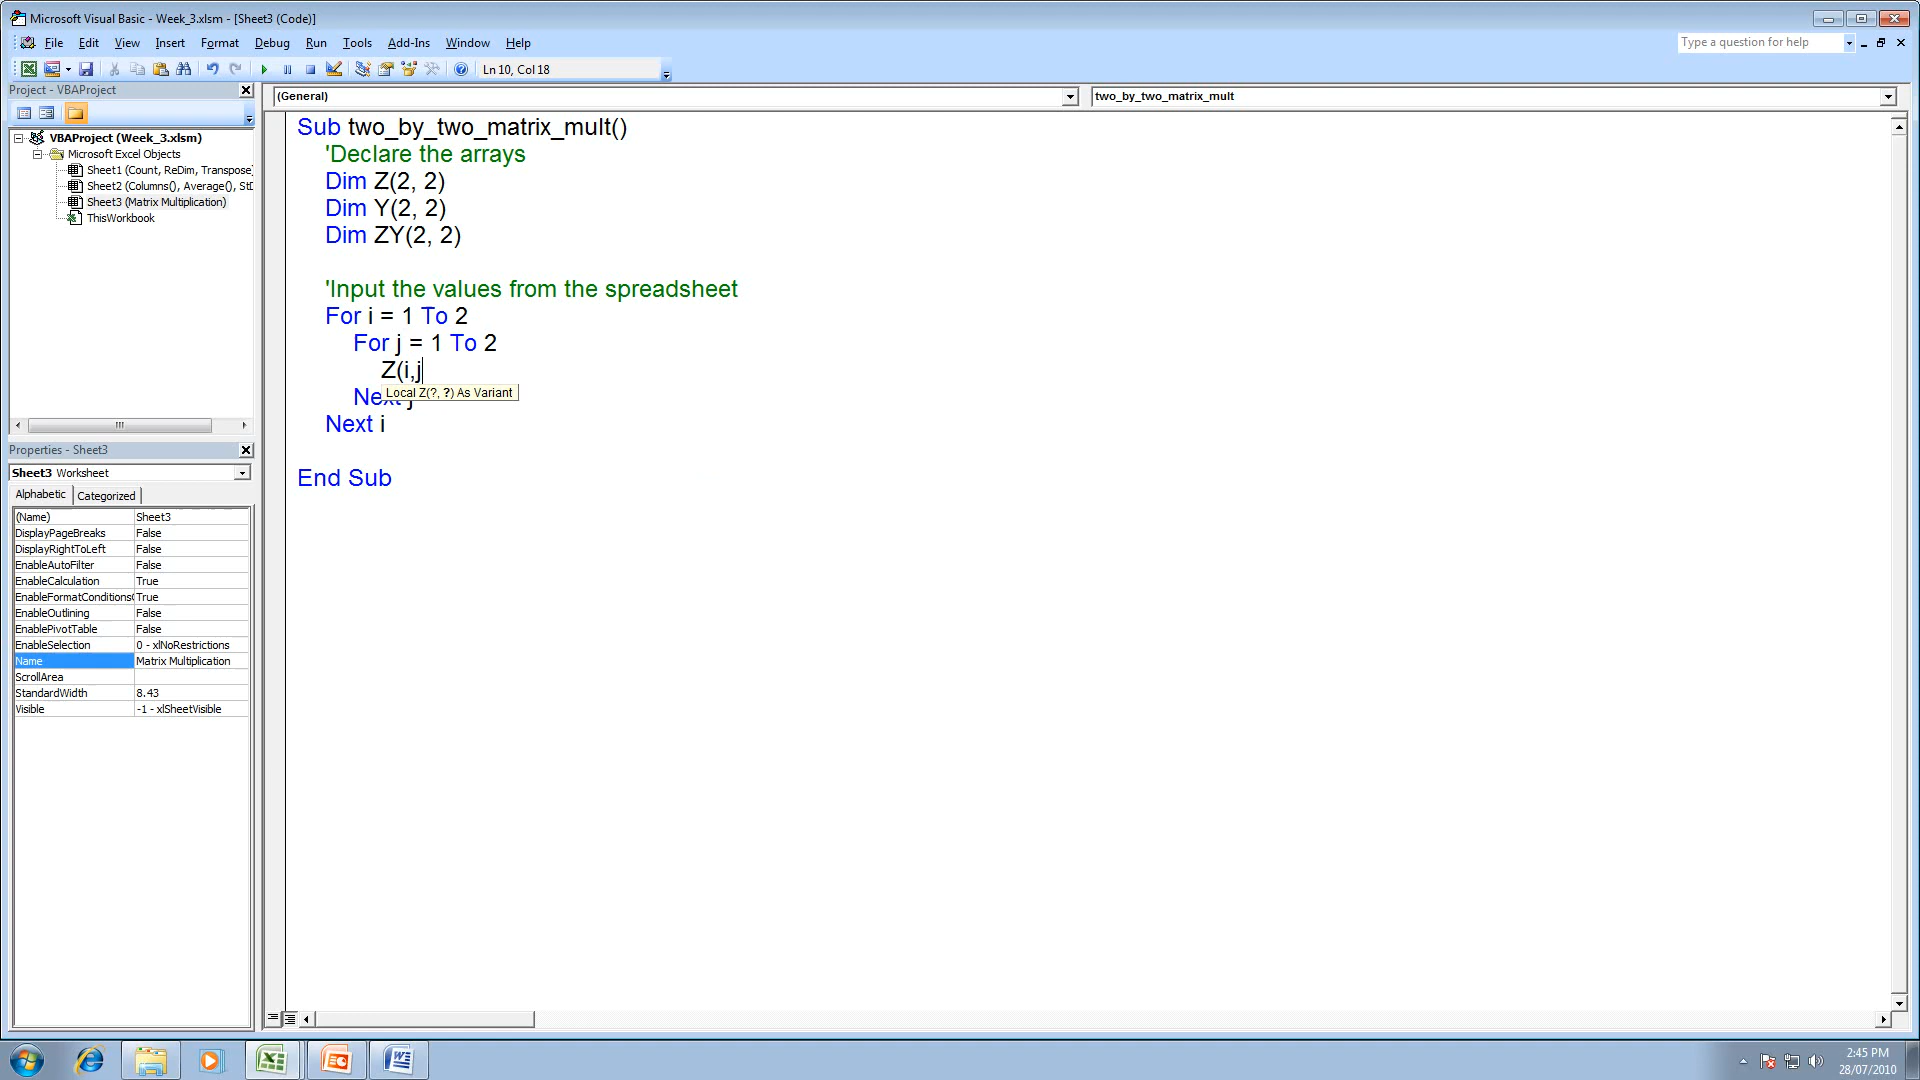 Microsoft Visual Basic - Week_3.xlsm - [Sheet3 (Code)]
File Edit View Insert Format Debug Run Tools Add-Ins Window Help
Type a question for help
Ln 10, Col 18
Project - VBAProject
(General)
two_by_two_matrix_mult
VBAProject (Week_3.xlsm)
Microsoft Excel Objects
Sheet1 (Count, ReDim, Transpose)
Sheet2 (Columns(), Average(), StD
Sheet3 (Matrix Multiplication)
ThisWorkbook
Sub two_by_two_matrix_mult()
'Declare the arrays
Dim Z(2, 2)
Dim Y(2, 2)
Dim ZY(2, 2)
'Input the values from the spreadsheet
For i = 1 To 2
For j = 1 To 2
Z(i,j
Local Z(?, ?) As Variant
Next j
Next i
End Sub
Properties - Sheet3
Sheet3 Worksheet
Alphabetic Categorized
(Name) Sheet3
DisplayPageBreaks False
DisplayRightToLeft False
EnableAutoFilter False
EnableCalculation True
EnableFormatConditionsC True
EnableOutlining False
EnablePivotTable False
EnableSelection 0 - xlNoRestrictions
Name Matrix Multiplication
ScrollArea
StandardWidth 8.43
Visible -1 - xlSheetVisible
2:45 PM
28/07/2010